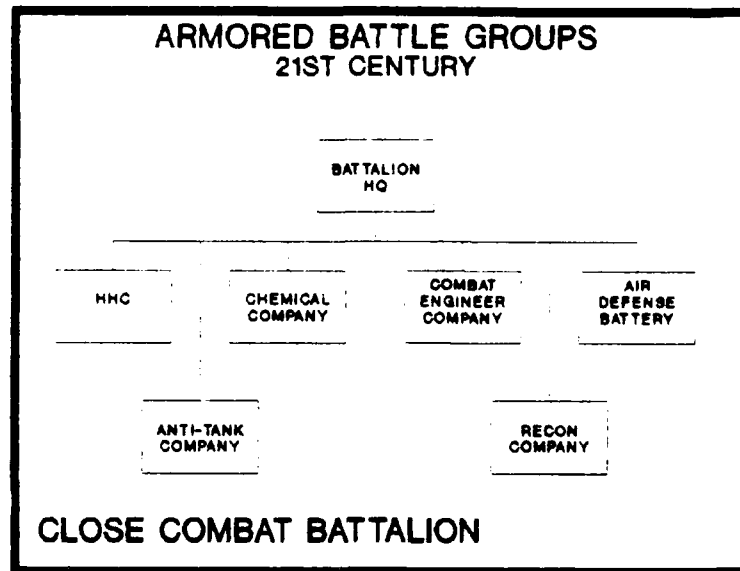 ARMORED BATTLE GROUPS
21ST CENTURY
BATTALION
HQ
HHC
CHEMICAL
COMPANY
COMBAT
ENGINEER
COMPANY
AIR
DEFENSE
BATTERY
ANTI-TANK
COMPANY
RECON
COMPANY
CLOSE COMBAT BATTALION